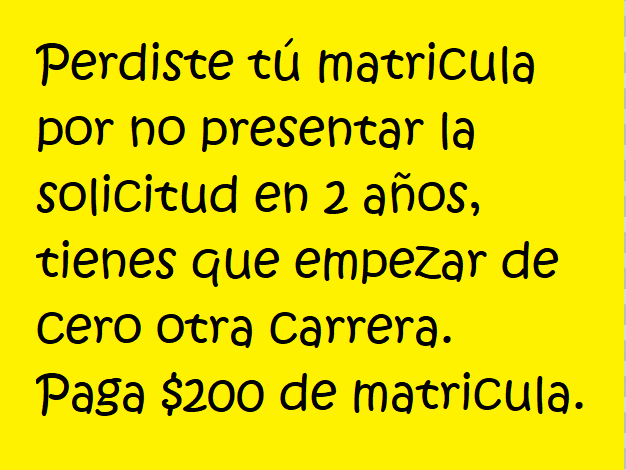 Perdiste tú matricula
por no presentar la
solicitud en 2 años,
tienes que empezar de
cero otra carrera.
Paga $200 de matricula.